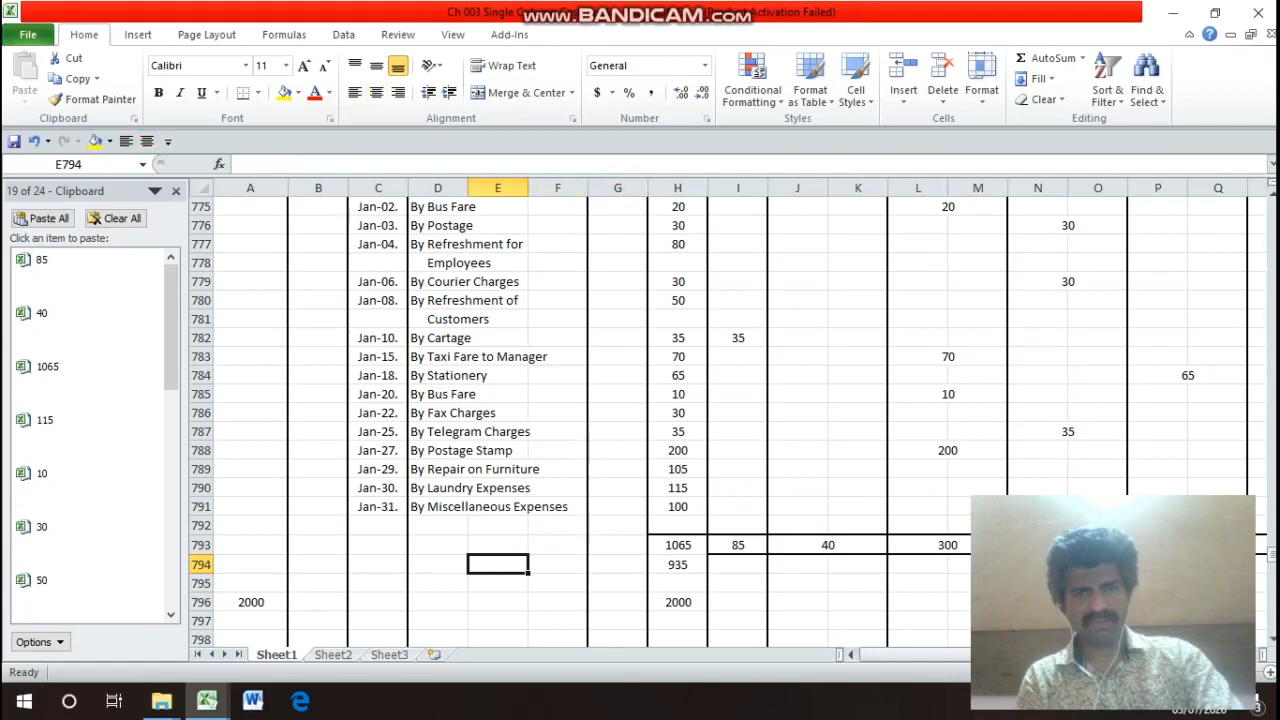 Ch 003 Single Product Activation Failed)
www.BANDICAM.com
File Home Insert Page Layout Formulas Data Review View Add-Ins
Cut
Copy
Format Painter
Paste
Clipboard
Calibri 11
B I U
Font
Wrap Text
Merge & Center
Alignment
General
$ % ,
Number
Conditional Formatting
Format as Table
Cell Styles
Styles
Insert Delete Format
Cells
Σ AutoSum
Fill
Clear
Sort & Filter
Find & Select
Editing
E794 fx
19 of 24 - Clipboard
Paste All Clear All
Click an item to paste:
85
40
1065
115
10
30
50
Options
A B C D E F G H I J K L M N O P Q
775 Jan-02. By Bus Fare 20 20
776 Jan-03. By Postage 30 30
777 Jan-04. By Refreshment for 80
778 Employees
779 Jan-06. By Courier Charges 30 30
780 Jan-08. By Refreshment of 50
781 Customers
782 Jan-10. By Cartage 35 35
783 Jan-15. By Taxi Fare to Manager 70 70
784 Jan-18. By Stationery 65 65
785 Jan-20. By Bus Fare 10 10
786 Jan-22. By Fax Charges 30
787 Jan-25. By Telegram Charges 35 35
788 Jan-27. By Postage Stamp 200 200
789 Jan-29. By Repair on Furniture 105
790 Jan-30. By Laundry Expenses 115
791 Jan-31. By Miscellaneous Expenses 100
792
793 1065 85 40 300
794 935
795
796 2000 2000
797
798
Sheet1 Sheet2 Sheet3
Ready